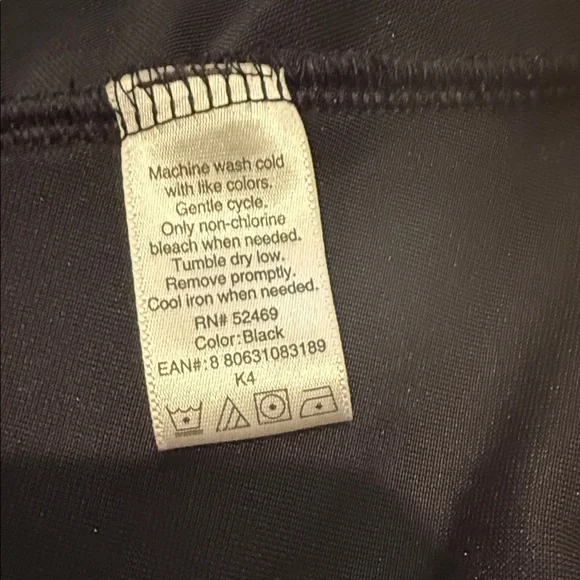 Machine wash cold
with like colors.
Gentle cycle.
Only non-chlorine
bleach when needed.
Tumble dry low.
Remove promptly.
Cool iron when needed.
RN# 52469
Color:Black
EAN#:8 80631083189
K4